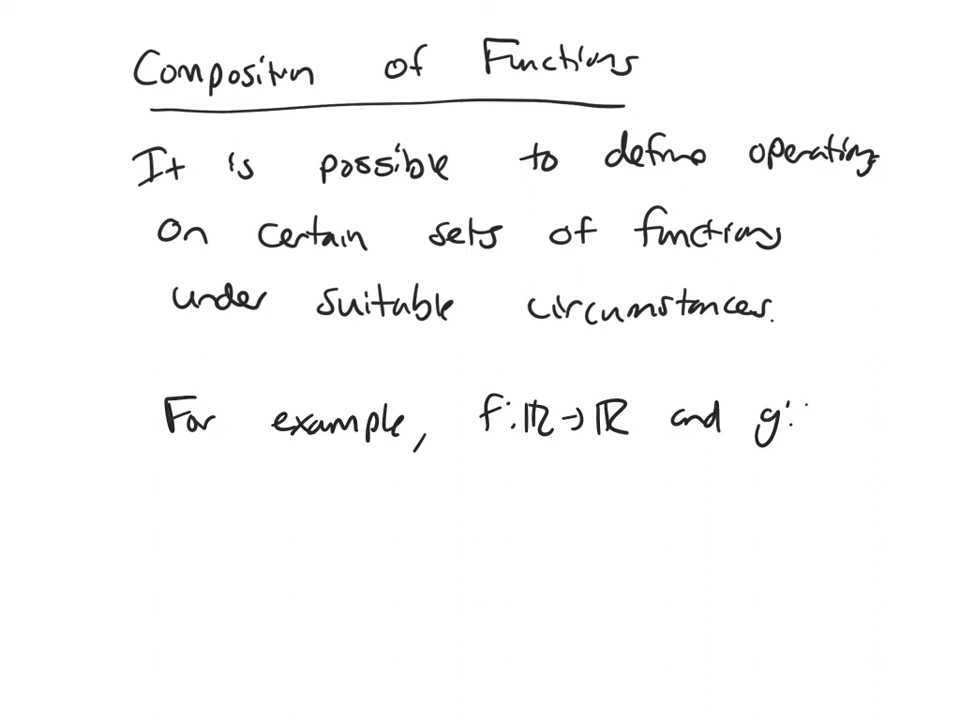 Composition of Functions
It is possible to define operations
on certain sets of functions
under suitable circumstances.
For example, f: ℝ → ℝ and g: